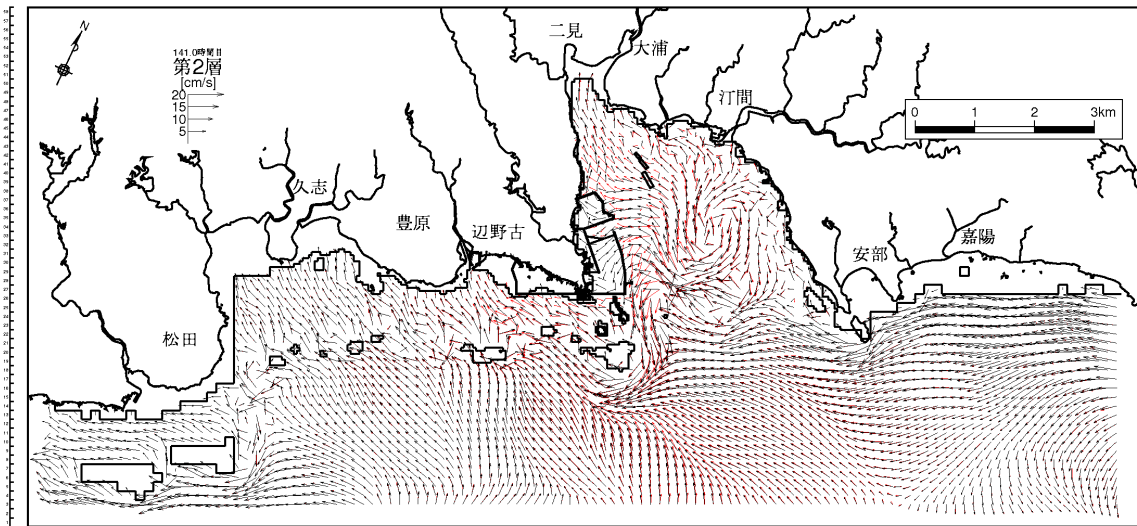 二見
大浦
N
141.0時間目
第2層
[cm/s]
20
15
10
5
汀間
0 1 2 3km
久志
豊原
辺野古
安部
嘉陽
松田